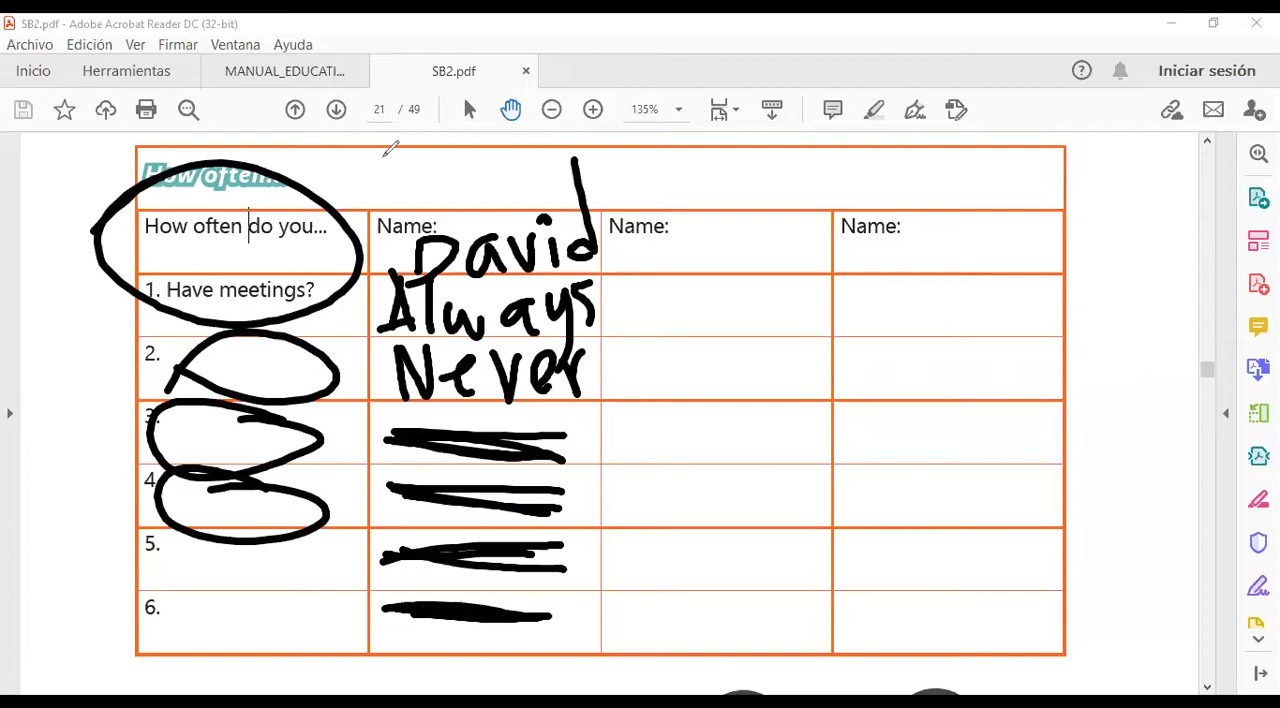 SB2.pdf - Adobe Acrobat Reader DC (32-bit)
Archivo Edición Ver Firmar Ventana Ayuda
Inicio Herramientas MANUAL_EDUCATI... SB2.pdf Iniciar sesión
21 / 49 135%
How often...
How often do you... Name: David Name: Name:
1. Have meetings? Always
2. Never
3.
4.
5.
6.